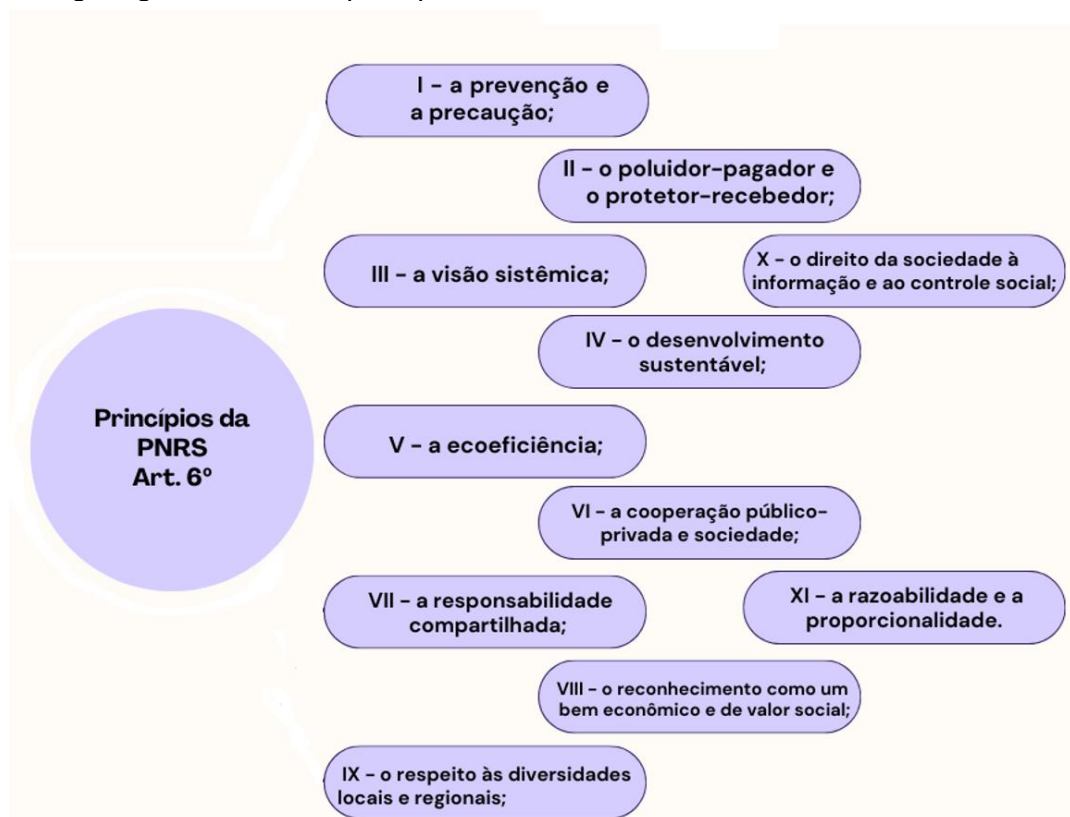 I – a prevenção e
a precaução;
II – o poluidor-pagador e
o protetor-recebedor;
III – a visão sistêmica;
X – o direito da sociedade à
informação e ao controle social;
IV – o desenvolvimento
sustentável;
Princípios da
PNRS
Art. 6º
V – a ecoeficiência;
VI – a cooperação público-
privada e sociedade;
VII – a responsabilidade
compartilhada;
XI – a razoabilidade e a
proporcionalidade.
VIII – o reconhecimento como um
bem econômico e de valor social;
IX – o respeito às diversidades
locais e regionais;